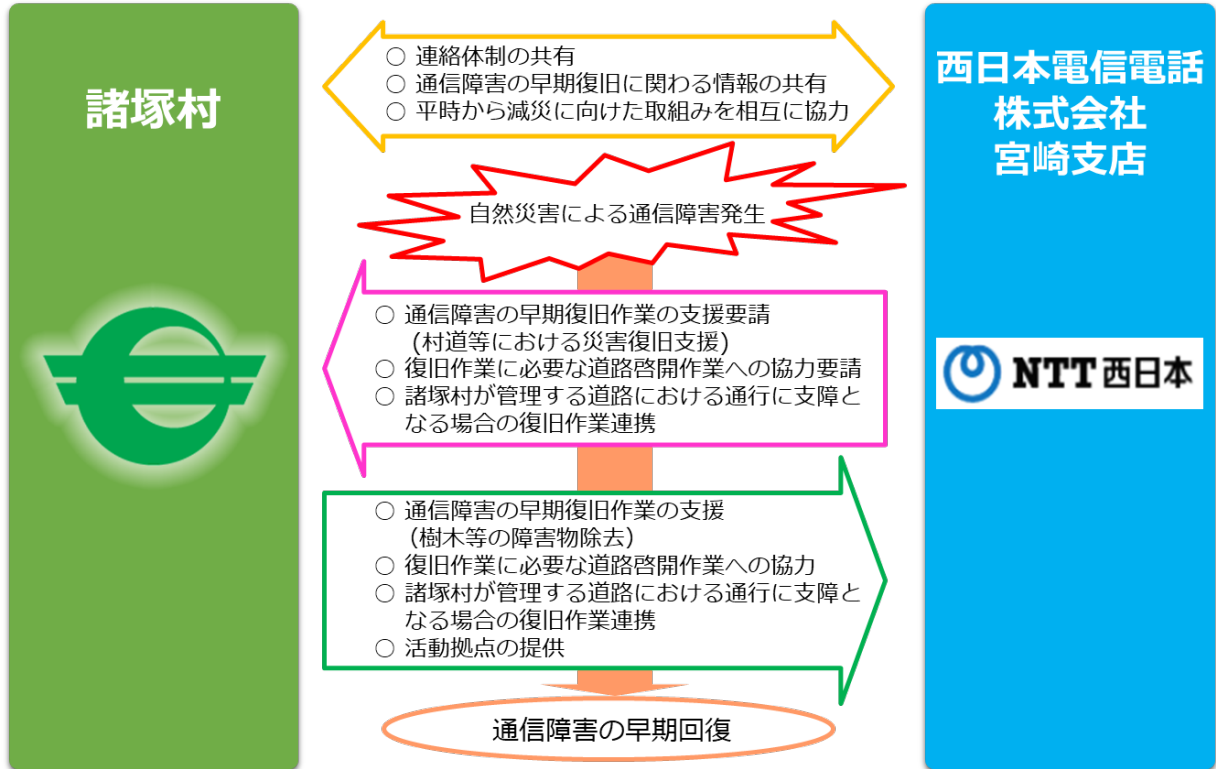 諸塚村
○ 連絡体制の共有
○ 通信障害の早期復旧に関わる情報の共有
○ 平時から減災に向けた取組みを相互に協力
西日本電信電話
株式会社
宮崎支店
自然災害による通信障害発生
○ 通信障害の早期復旧作業の支援要請
(村道等における災害復旧支援)
○ 復旧作業に必要な道路啓開作業への協力要請
○ 諸塚村が管理する道路における通行に支障と
なる場合の復旧作業連携
NTT西日本
○ 通信障害の早期復旧作業の支援
(樹木等の障害物除去)
○ 復旧作業に必要な道路啓開作業への協力
○ 諸塚村が管理する道路における通行に支障と
なる場合の復旧作業連携
○ 活動拠点の提供
通信障害の早期回復